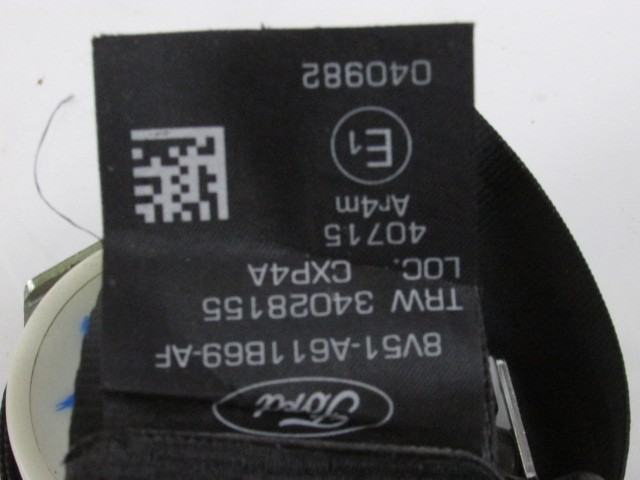 Ford
8V51-A611B69-AF
TRW 34028155
LOC. CXP4A
40715
Ar4m
E1
040982